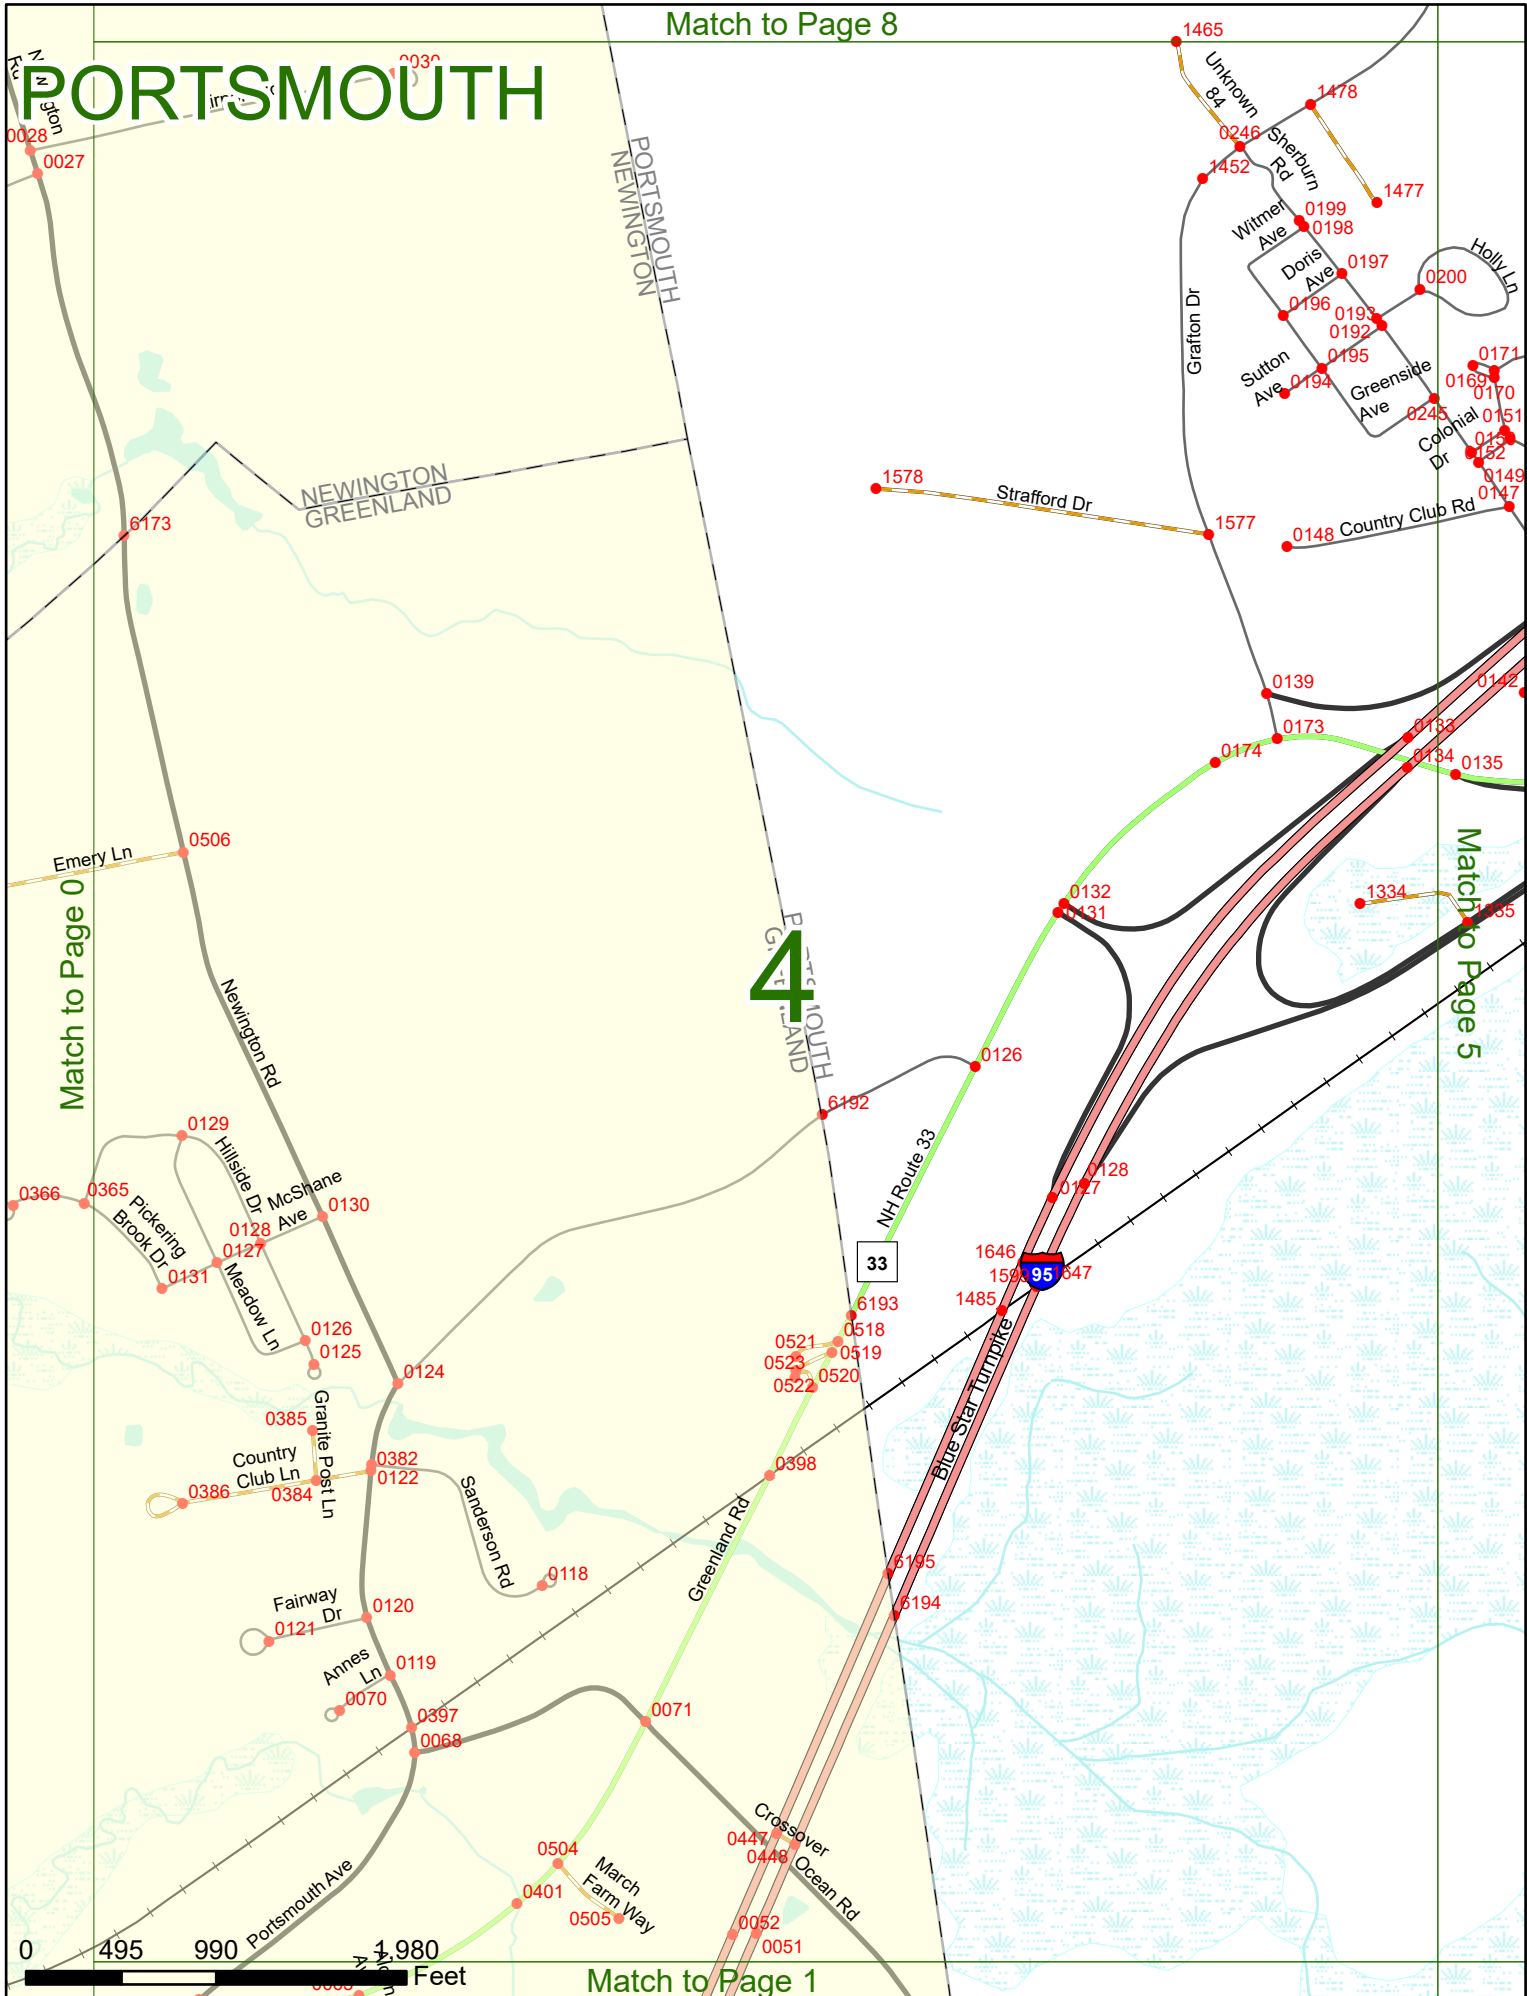 Match to Page 8
PORTSMOUTH
1465
0030
Unknown
84
1478
0028
0027
0246
Sherburn
Rd
1452
1477
PORTSMOUTH
NEWINGTON
Witmer
Ave
0199
0198
Doris
Ave
0197
0200
Holly Ln
0196
0193
0192
Grafton Dr
0195
Sutton
Ave
0194
Greenside
Ave
0171
0169
0170
0245
0151
Colonial
Dr
0149
0147
NEWINGTON
GREENLAND
1578
Strafford Dr
1577
0148
Country Club Rd
6173
0139
0142
0173
0133
0174
0134
0135
0506
Emery Ln
Match to Page 0
Match to Page 5
0132
0131
1334
1335
4
Newington Rd
0126
6192
0129
Hillside Dr
McShane
Ave
0130
0366
0365
Pickering
Brook Dr
0128
0127
0131
Meadow Ln
NH Route 33
33
0128
0127
1646
1647
95
1485
6193
0518
0521
0519
0523
0520
0522
0126
0125
0124
Blue Star Turnpike
0385
Granite Post Ln
Country
Club Ln
0382
0122
0386
0384
Sanderson Rd
0398
Greenland Rd
0118
6195
6194
Fairway
Dr
0120
0121
Annes
Ln
0119
0070
0397
0068
0071
Crossover
0447
0448
Ocean Rd
0504
March
Farm Way
0401
0505
Portsmouth Ave
0052
0051
0 495 990 1,980
Feet
Match to Page 1